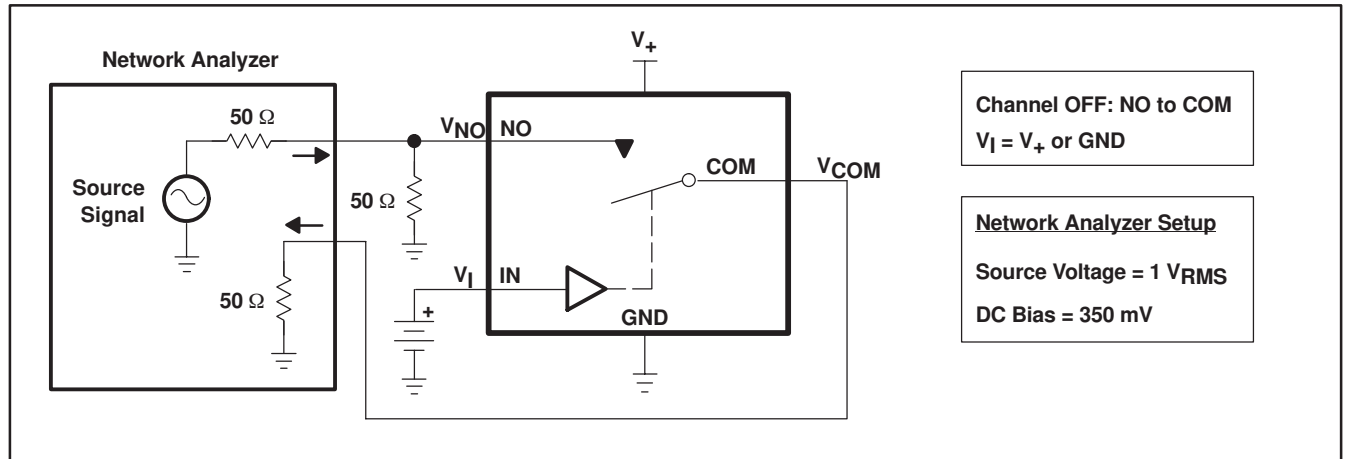 Network Analyzer
50 Ω
Source
Signal
50 Ω
50 Ω
V+
VNO NO
COM
VCOM
VI IN
+
GND
Channel OFF: NO to COM
VI = V+ or GND
Network Analyzer Setup
Source Voltage = 1 VRMS
DC Bias = 350 mV